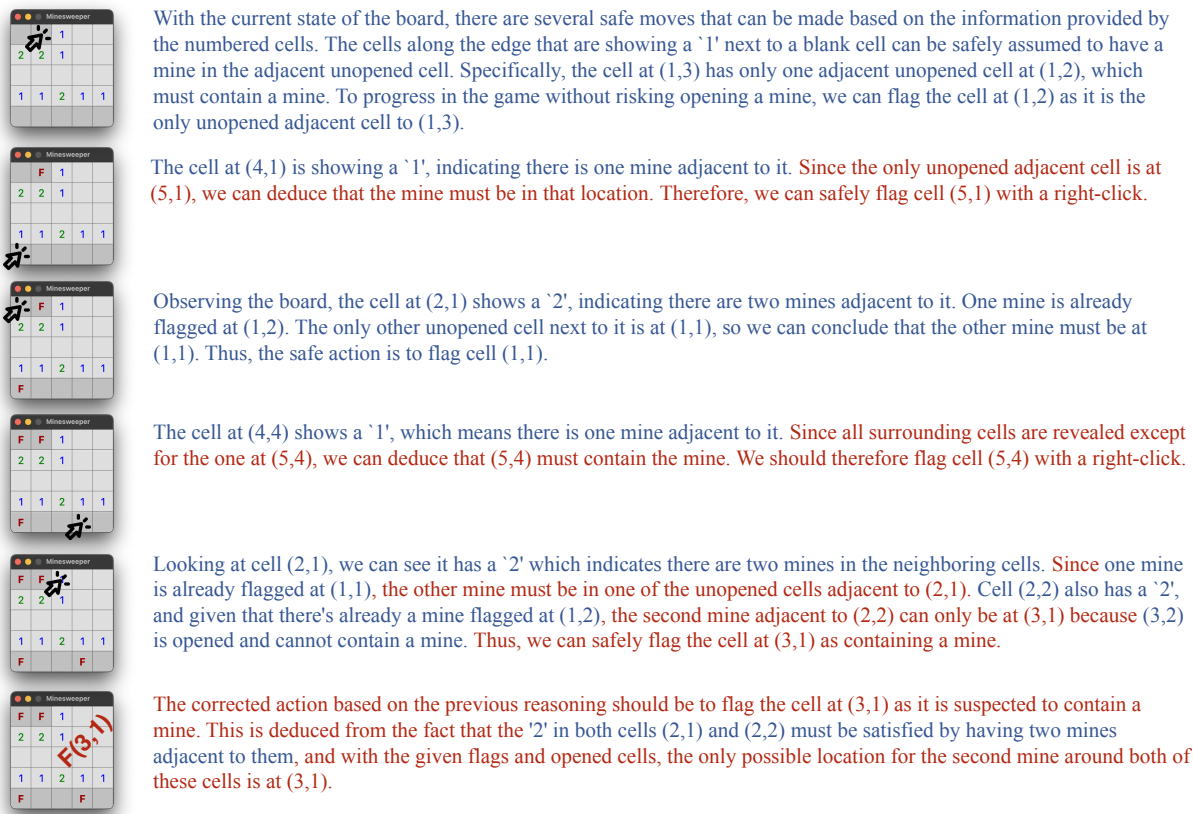 Minesweeper
1
2 2 1
1 1 2 1 1
With the current state of the board, there are several safe moves that can be made based on the information provided by
the numbered cells. The cells along the edge that are showing a `1' next to a blank cell can be safely assumed to have a
mine in the adjacent unopened cell. Specifically, the cell at (1,3) has only one adjacent unopened cell at (1,2), which
must contain a mine. To progress in the game without risking opening a mine, we can flag the cell at (1,2) as it is the
only unopened adjacent cell to (1,3).
Minesweeper
F 1
2 2 1
1 1 2 1 1
The cell at (4,1) is showing a `1', indicating there is one mine adjacent to it. Since the only unopened adjacent cell is at
(5,1), we can deduce that the mine must be in that location. Therefore, we can safely flag cell (5,1) with a right-click.
Minesweeper
F 1
2 2 1
1 1 2 1 1
F
Observing the board, the cell at (2,1) shows a `2', indicating there are two mines adjacent to it. One mine is already
flagged at (1,2). The only other unopened cell next to it is at (1,1), so we can conclude that the other mine must be at
(1,1). Thus, the safe action is to flag cell (1,1).
Minesweeper
F F 1
2 2 1
1 1 2 1 1
F
The cell at (4,4) shows a `1', which means there is one mine adjacent to it. Since all surrounding cells are revealed except
for the one at (5,4), we can deduce that (5,4) must contain the mine. We should therefore flag cell (5,4) with a right-click.
Minesweeper
F F
2 2 1
1 1 2 1 1
F F
Looking at cell (2,1), we can see it has a `2' which indicates there are two mines in the neighboring cells. Since one mine
is already flagged at (1,1), the other mine must be in one of the unopened cells adjacent to (2,1). Cell (2,2) also has a `2',
and given that there's already a mine flagged at (1,2), the second mine adjacent to (2,2) can only be at (3,1) because (3,2)
is opened and cannot contain a mine. Thus, we can safely flag the cell at (3,1) as containing a mine.
Minesweeper
F F 1
2 2 1
F(3,1)
1 1 2 1 1
F F
The corrected action based on the previous reasoning should be to flag the cell at (3,1) as it is suspected to contain a
mine. This is deduced from the fact that the '2' in both cells (2,1) and (2,2) must be satisfied by having two mines
adjacent to them, and with the given flags and opened cells, the only possible location for the second mine around both of
these cells is at (3,1).